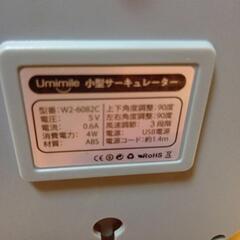 Umimile 小型サーキュレーター
型番: W2-6082C 上下角度調整: 90度
電圧: 5V 左右角度調整: 90度
電流: 0.6A 風速調節: 3段階
消費電力: 4W 電源: USB電源
材質: ABS 電源コード: 約1.4m
CE FC RoHS